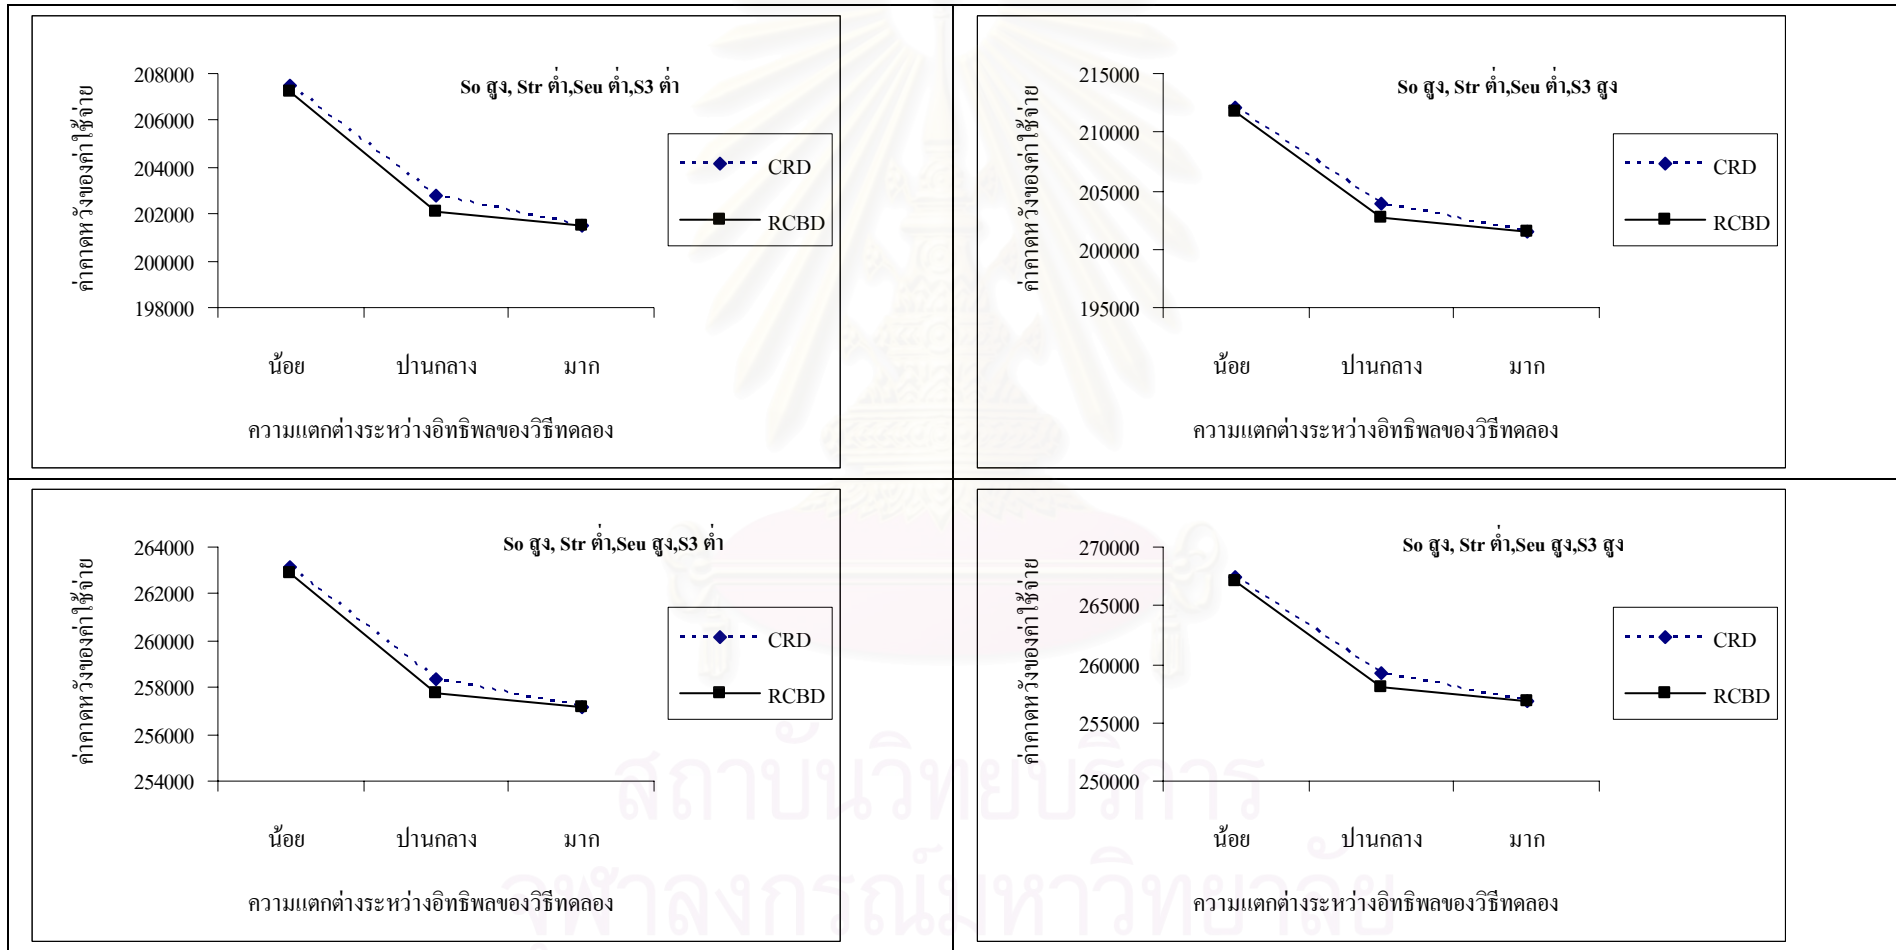 So สูง, Str ต่ำ,Seu ต่ำ,S3 ต่ำ
ค่าคาดหวังของค่าใช้จ่าย
208000
206000
204000
202000
200000
198000
น้อย ปานกลาง มาก
ความแตกต่างระหว่างอิทธิพลของวิธีทดลอง
CRD
RCBD
So สูง, Str ต่ำ,Seu ต่ำ,S3 สูง
ค่าคาดหวังของค่าใช้จ่าย
215000
210000
205000
200000
195000
น้อย ปานกลาง มาก
ความแตกต่างระหว่างอิทธิพลของวิธีทดลอง
CRD
RCBD
So สูง, Str ต่ำ,Seu สูง,S3 ต่ำ
ค่าคาดหวังของค่าใช้จ่าย
264000
262000
260000
258000
256000
254000
น้อย ปานกลาง มาก
ความแตกต่างระหว่างอิทธิพลของวิธีทดลอง
CRD
RCBD
So สูง, Str ต่ำ,Seu สูง,S3 สูง
ค่าคาดหวังของค่าใช้จ่าย
270000
265000
260000
255000
250000
น้อย ปานกลาง มาก
ความแตกต่างระหว่างอิทธิพลของวิธีทดลอง
CRD
RCBD
สถาบันวิทยบริการ
จุฬาลงกรณ์มหาวิทยาลัย